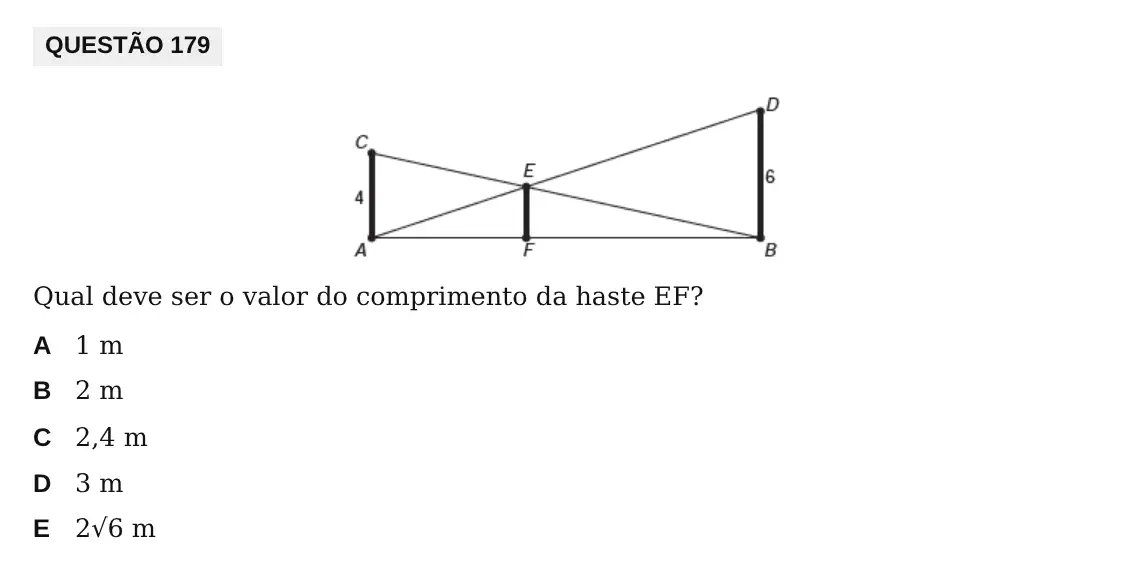 QUESTÃO 179
D
C
E
6
4
A
F
B
Qual deve ser o valor do comprimento da haste EF?
A 1 m
B 2 m
C 2,4 m
D 3 m
E 2√6 m